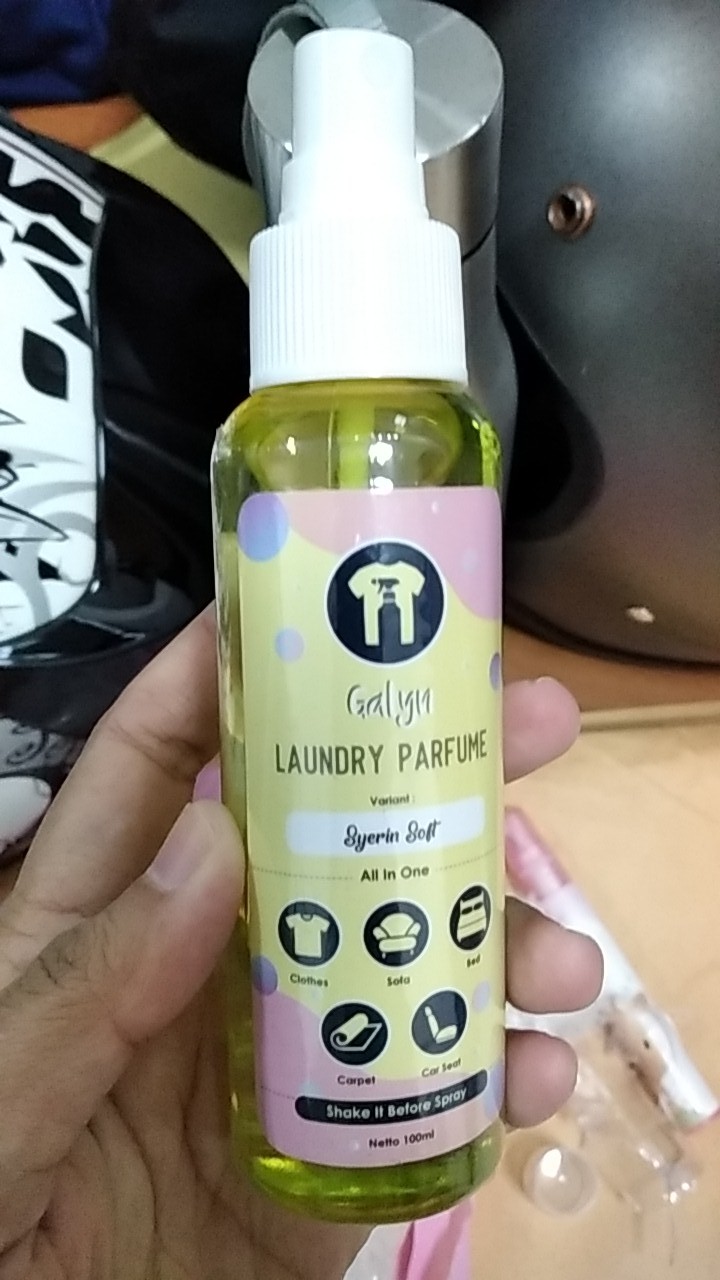 Galyn
LAUNDRY PARFUME
Variant :
Syerin Soft
All In One
Clothes
Sofa
Bed
Carpet
Car Seat
Shake It Before Spray
Netto 100ml